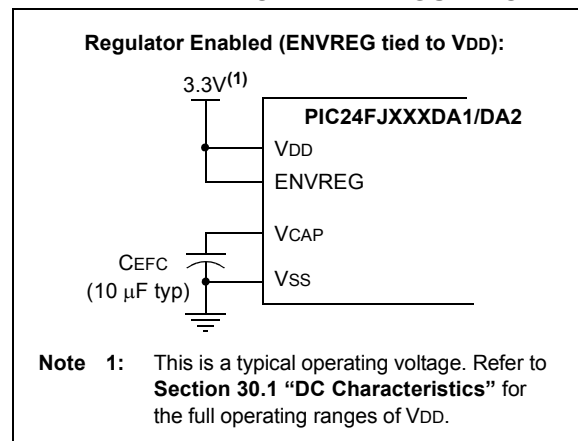 Regulator Enabled (ENVREG tied to VDD):
3.3V(1)
PIC24FJXXXDA1/DA2
VDD
ENVREG
VCAP
CEFC
(10 μF typ)
VSS
Note 1: This is a typical operating voltage. Refer to
Section 30.1 “DC Characteristics” for
the full operating ranges of VDD.